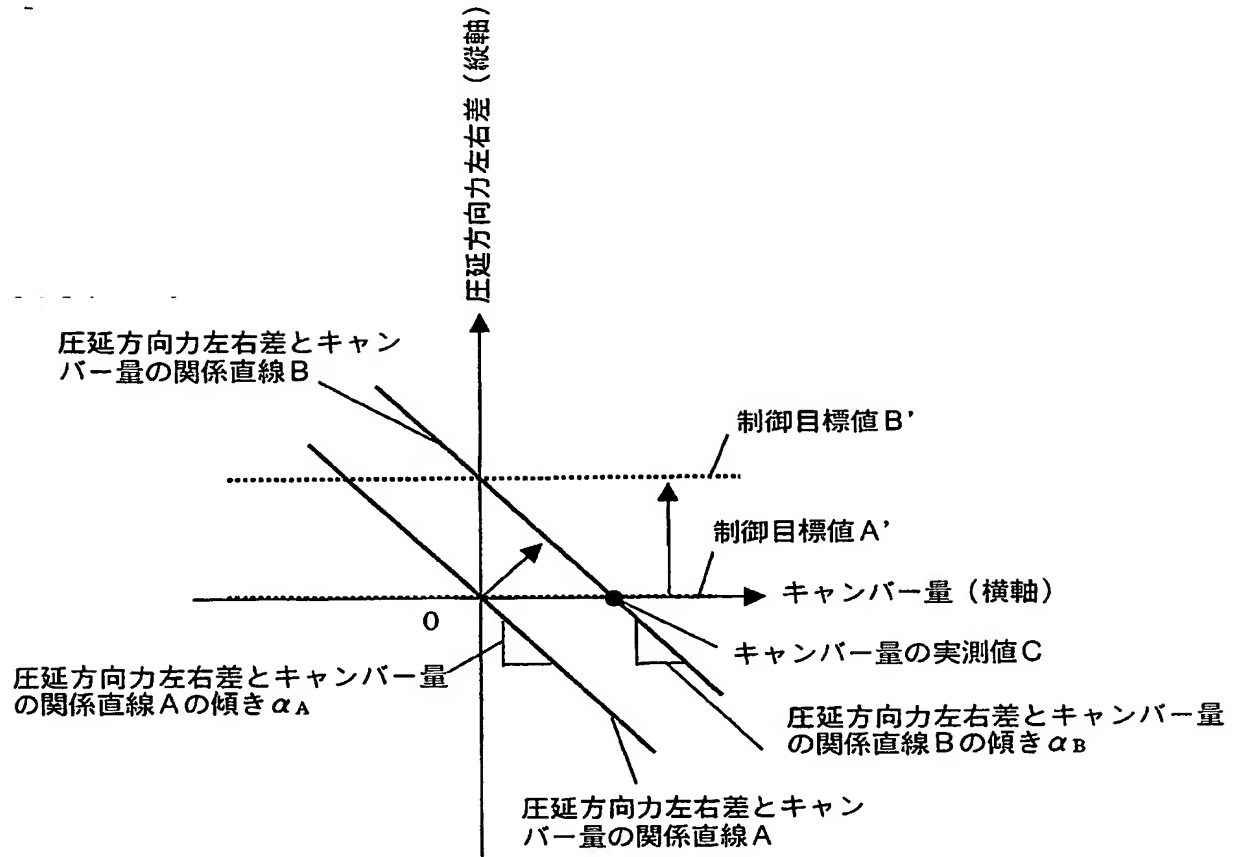 圧延方向力左右差(縦軸)
圧延方向力左右差とキャン
バー量の関係直線B
制御目標値B'
制御目標値A'
キャンバー量(横軸)
0
キャンバー量の実測値C
圧延方向力左右差とキャンバー量
の関係直線Aの傾きαA
圧延方向力左右差とキャンバー量
の関係直線Bの傾きαB
圧延方向力左右差とキャン
バー量の関係直線A